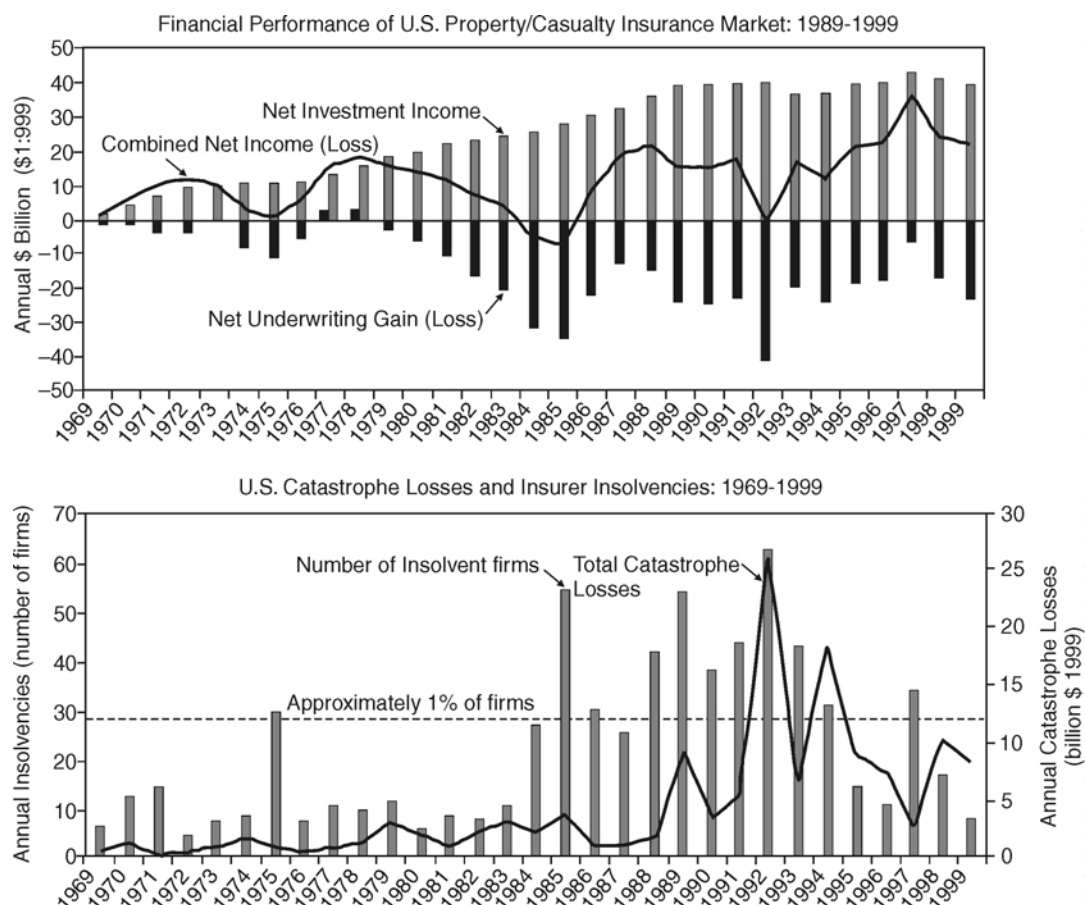 Financial Performance of U.S. Property/Casualty Insurance Market: 1989-1999
Annual $ Billion ($1:999)
50
40
30
20
10
0
–10
–20
–30
–40
–50
Net Investment Income
Combined Net Income (Loss)
Net Underwriting Gain (Loss)
1969 1970 1971 1972 1973 1974 1975 1976 1977 1978 1979 1980 1981 1982 1983 1984 1985 1986 1987 1988 1989 1990 1991 1992 1993 1994 1995 1996 1997 1998 1999
U.S. Catastrophe Losses and Insurer Insolvencies: 1969-1999
Annual Insolvencies (number of firms)
70
60
50
40
30
20
10
0
Number of Insolvent firms
Total Catastrophe
Losses
Approximately 1% of firms
30
25
20
15
10
5
0
Annual Catastrophe Losses
(billion $ 1999)
1969 1970 1971 1972 1973 1974 1975 1976 1977 1978 1979 1980 1981 1982 1983 1984 1985 1986 1987 1988 1989 1990 1991 1992 1993 1994 1995 1996 1997 1998 1999